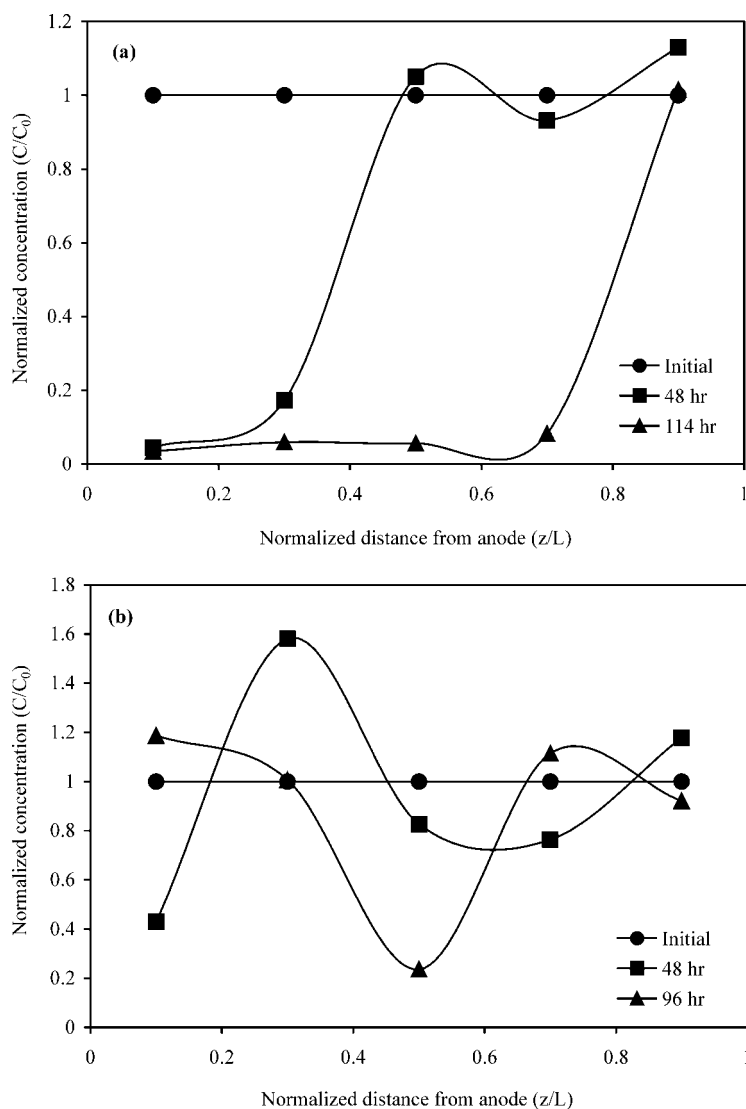 (a)
Normalized concentration (C/C₀)
1.2
1
0.8
0.6
0.4
0.2
0
0 0.2 0.4 0.6 0.8 1
Initial
48 hr
114 hr
Normalized distance from anode (z/L)
(b)
Normalized concentration (C/C₀)
1.8
1.6
1.4
1.2
1
0.8
0.6
0.4
0.2
0
0 0.2 0.4 0.6 0.8 1
Initial
48 hr
96 hr
Normalized distance from anode (z/L)